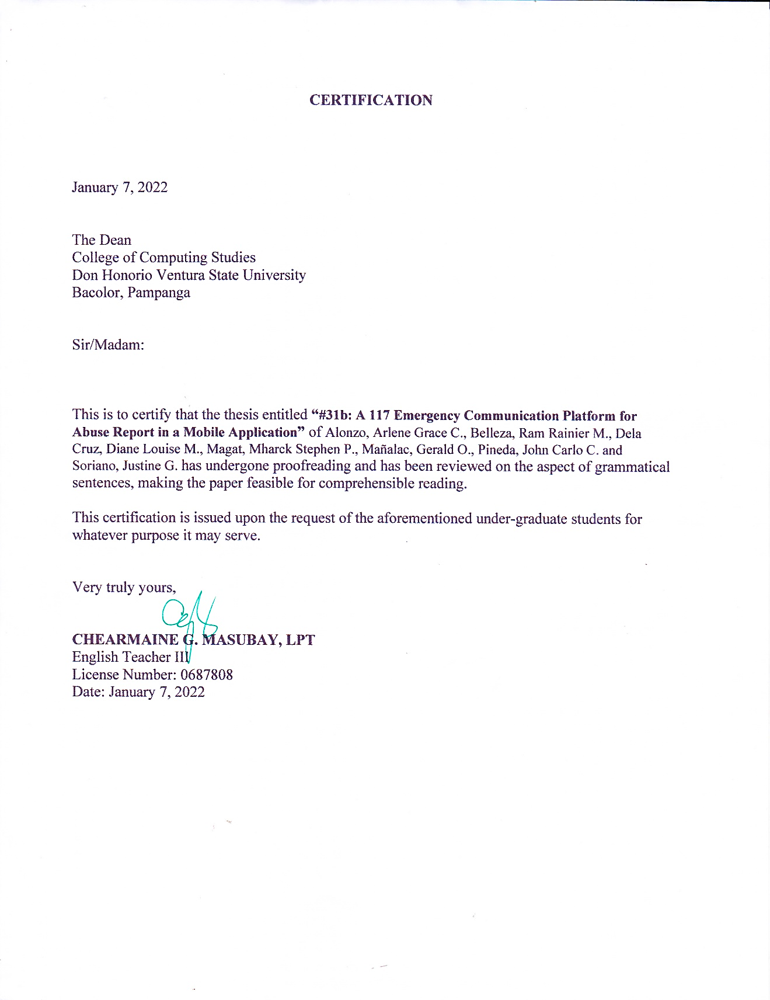 CERTIFICATION
January 7, 2022
The Dean
College of Computing Studies
Don Honorio Ventura State University
Bacolor, Pampanga
Sir/Madam:
This is to certify that the thesis entitled “#31b: A 117 Emergency Communication Platform for
Abuse Report in a Mobile Application” of Alonzo, Arlene Grace C., Belleza, Ram Rainier M., Dela
Cruz, Diane Louise M., Magat, Mharck Stephen P., Mañalac, Gerald O., Pineda, John Carlo C. and
Soriano, Justine G. has undergone proofreading and has been reviewed on the aspect of grammatical
sentences, making the paper feasible for comprehensible reading.
This certification is issued upon the request of the aforementioned under-graduate students for
whatever purpose it may serve.
Very truly yours,
CHEARMAINE G. MASUBAY, LPT
English Teacher III
License Number: 0687808
Date: January 7, 2022